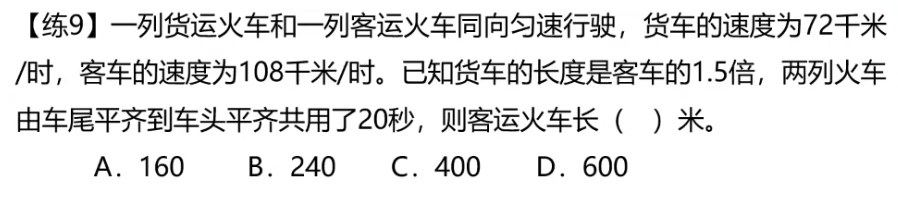 【练9】一列货运火车和一列客运火车同向匀速行驶，货车的速度为72千米
/时，客车的速度为108千米/时。已知货车的长度是客车的1.5倍，两列火车
由车尾平齐到车头平齐共用了20秒，则客运火车长（　）米。
A．160　B．240　C．400　D．600